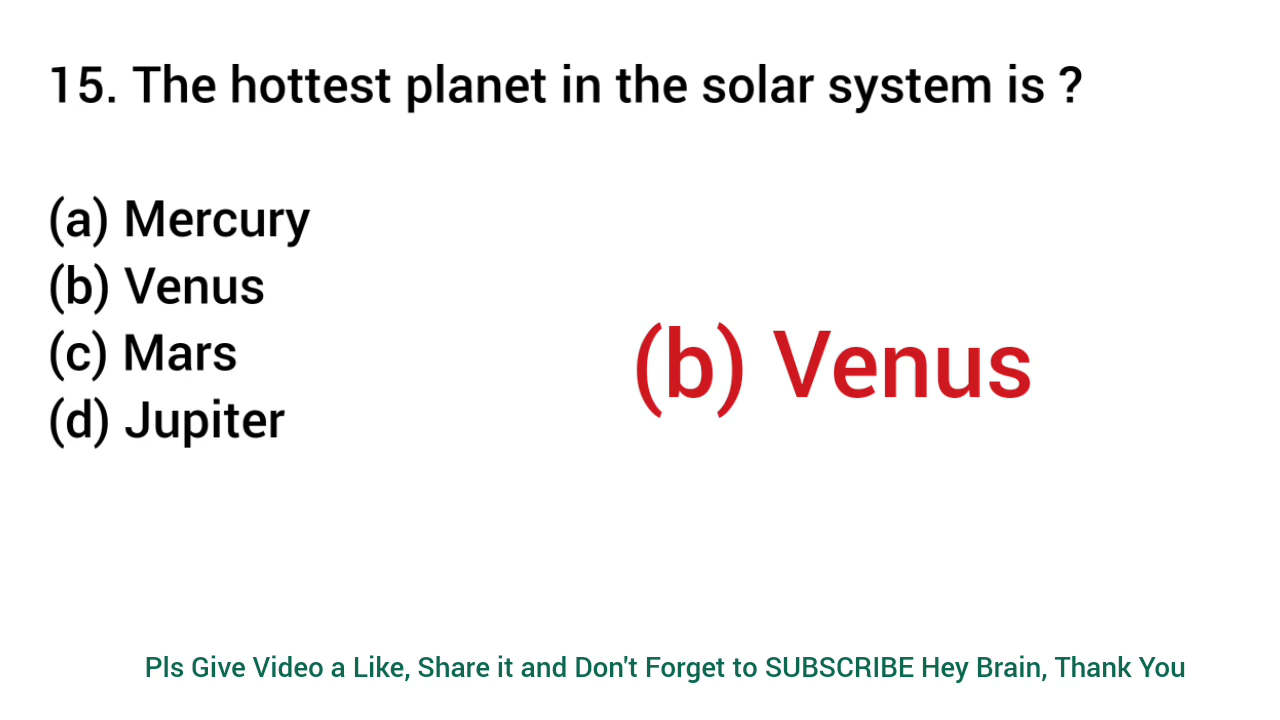 15. The hottest planet in the solar system is ?
(a) Mercury
(b) Venus
(c) Mars
(d) Jupiter
(b) Venus
Pls Give Video a Like, Share it and Don't Forget to SUBSCRIBE Hey Brain, Thank You